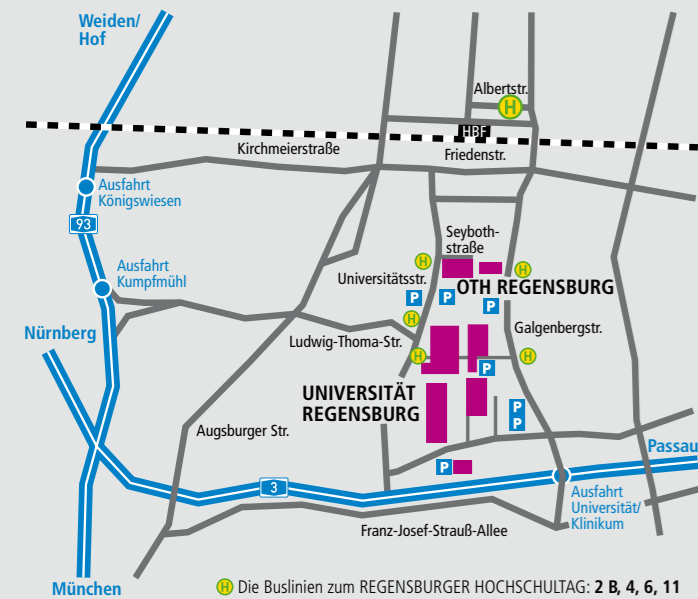 Weiden/
Hof
Albertstr.
H
HBF
Kirchmeierstraße
Friedenstr.
Ausfahrt
Königswiesen
93
Seyboth-
straße
H
H
Ausfahrt
Kumpfmühl
Universitätsstr.
OTH REGENSBURG
P
P
P
H
Nürnberg
Ludwig-Thoma-Str.
Galgenbergstr.
H
H
P
UNIVERSITÄT
REGENSBURG
P
P
Augsburger Str.
Passau
P
3
Ausfahrt
Universität/
Klinikum
Franz-Josef-Strauß-Allee
München
H Die Buslinien zum REGENSBURGER HOCHSCHULTAG: 2 B, 4, 6, 11